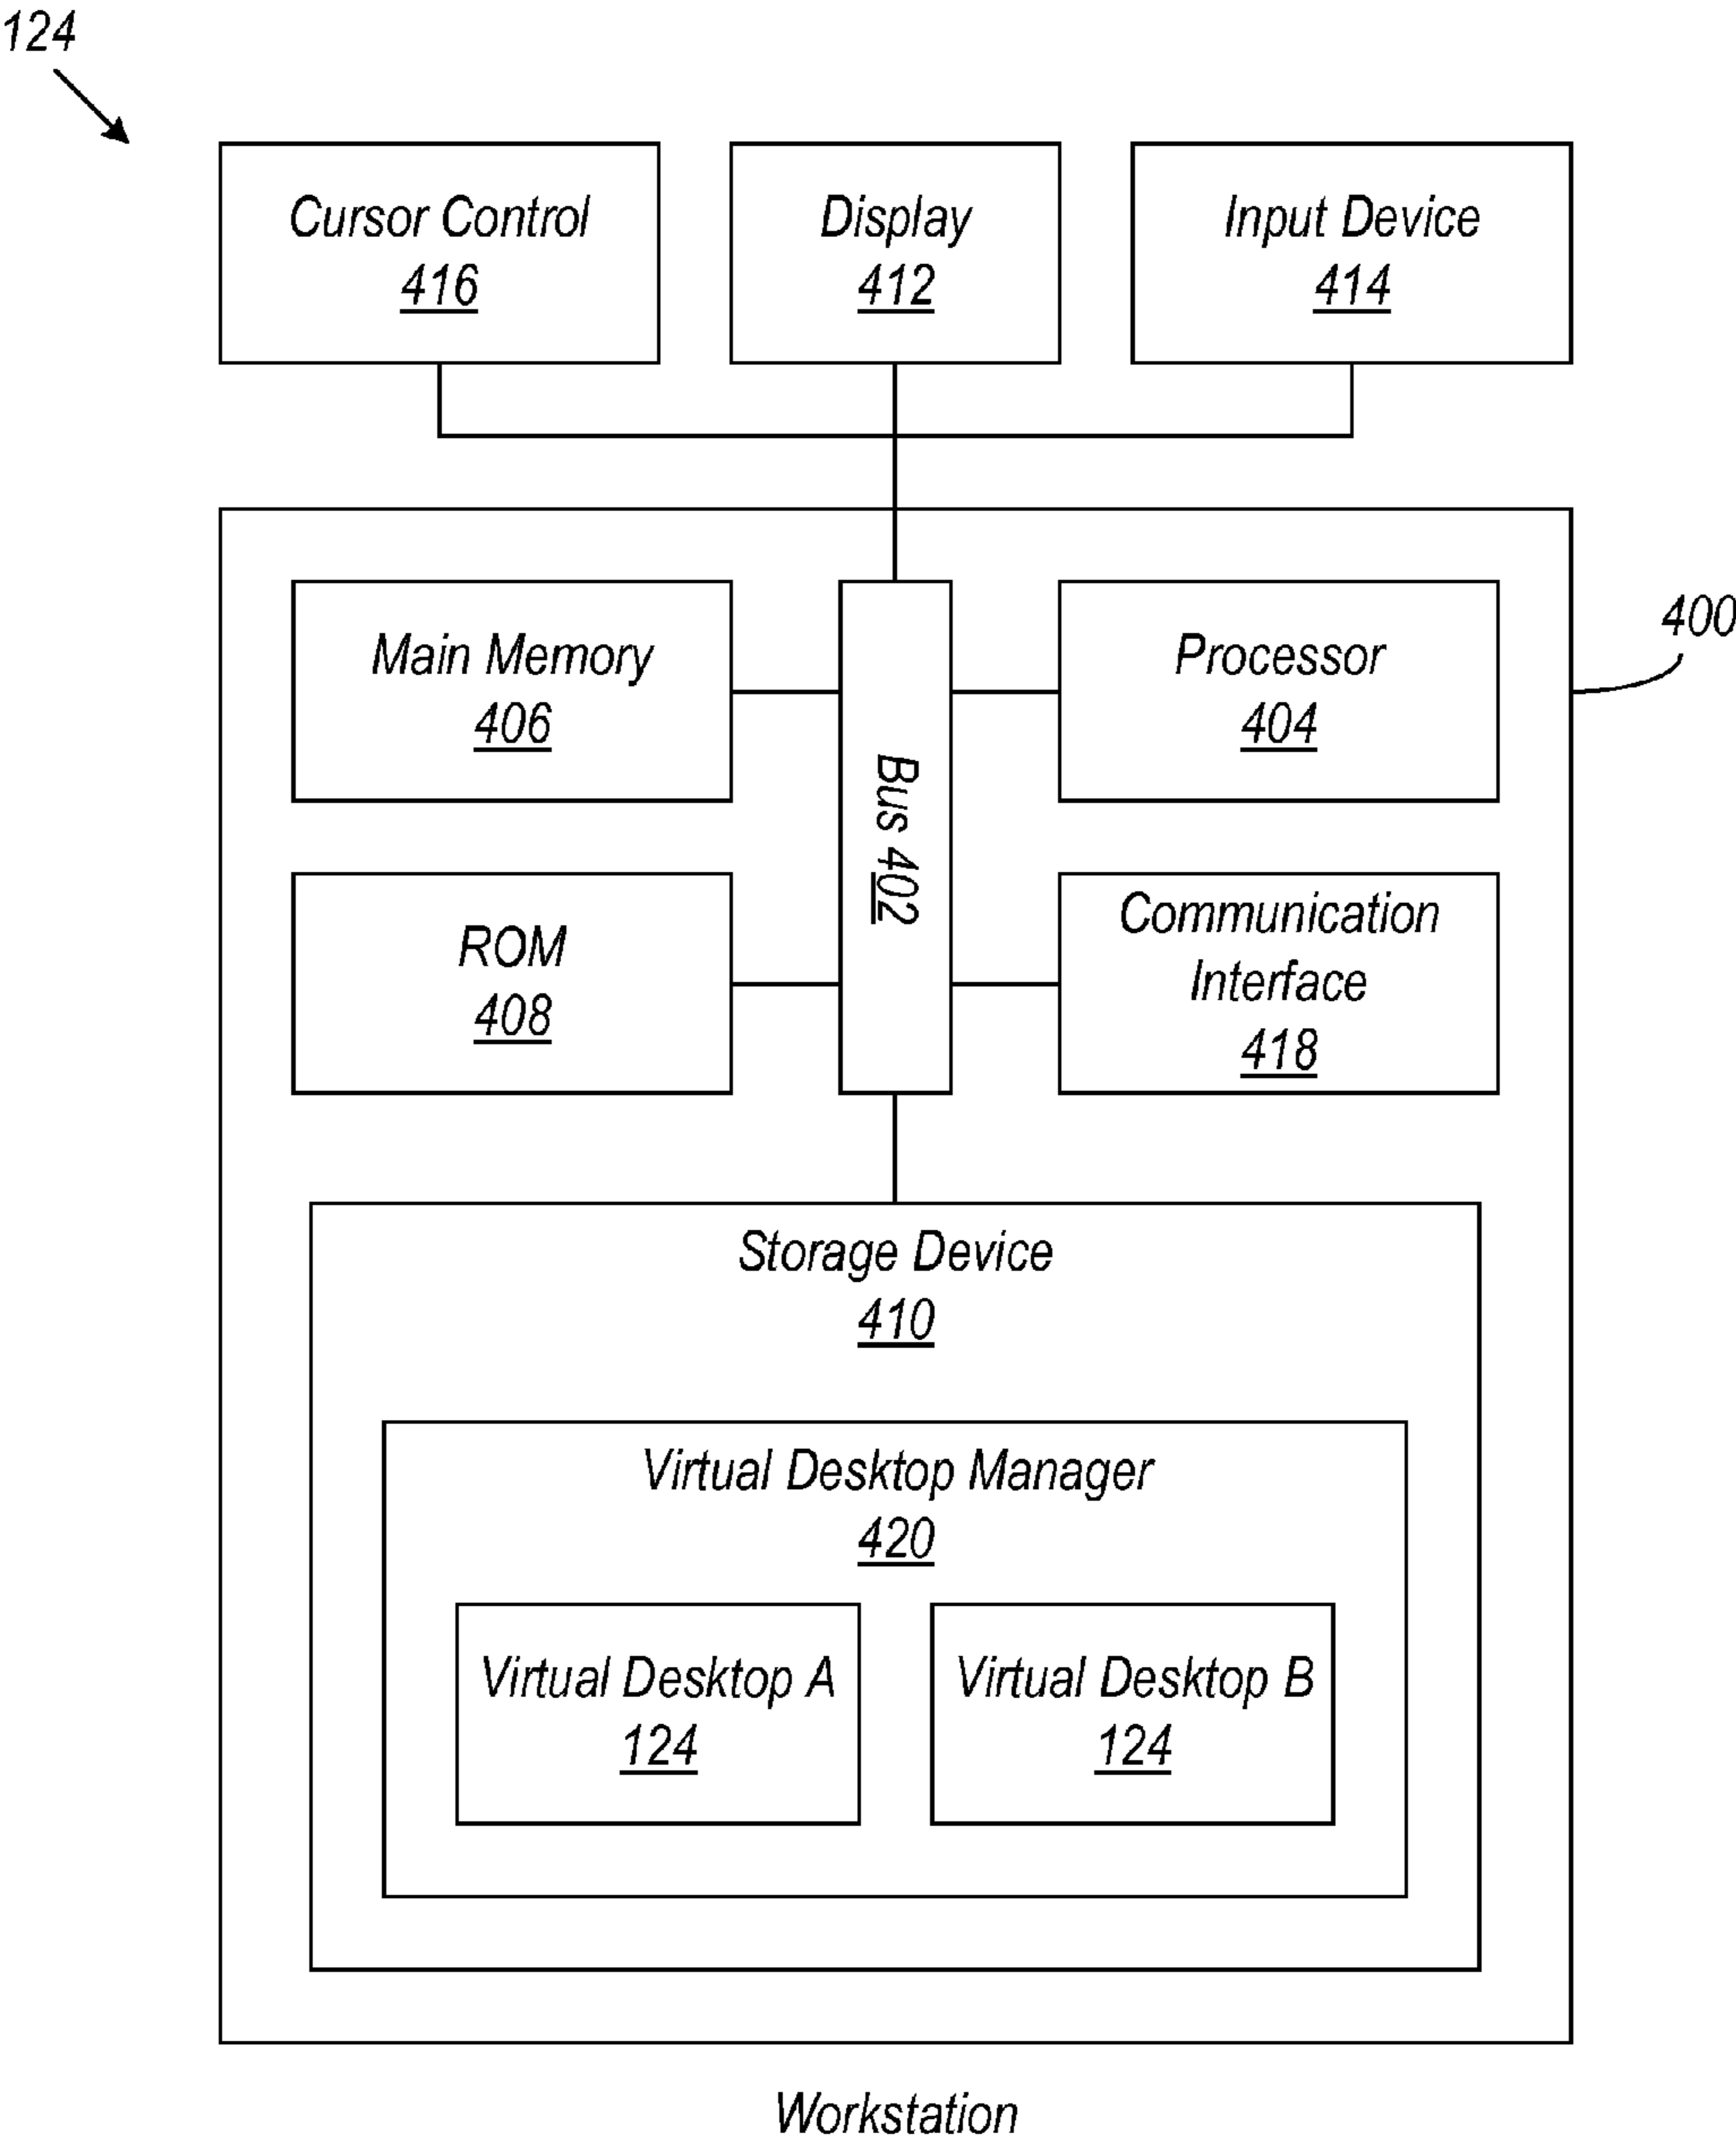 124
Cursor Control
416
Display
412
Input Device
414
400
Main Memory
406
Processor
404
Bus 402
ROM
408
Communication
Interface
418
Storage Device
410
Virtual Desktop Manager
420
Virtual Desktop A
124
Virtual Desktop B
124
Workstation